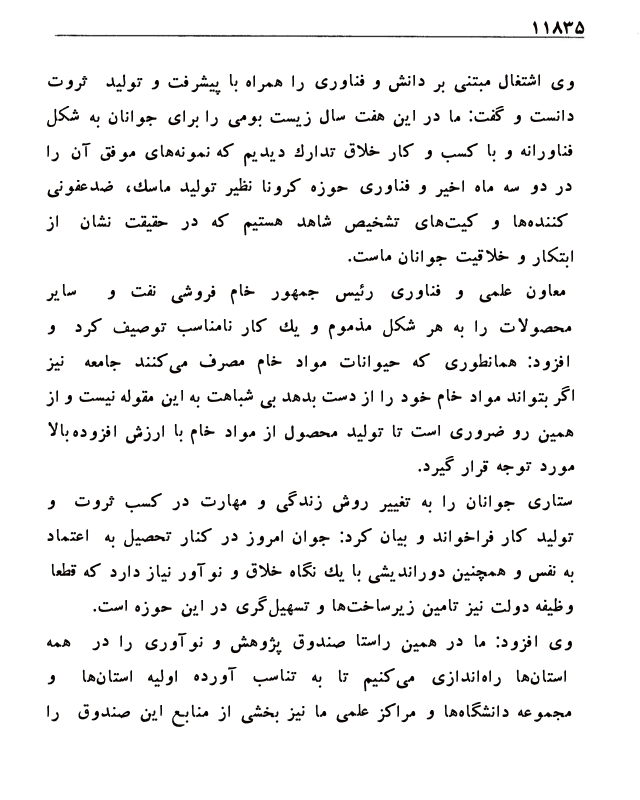 ۱۱۸۳۵
وی اشتغال مبتنی بر دانش و فناوری را همراه با پیشرفت و تولید ثروت
دانست و گفت: ما در این هفت سال زیست بومی را برای جوانان به شکل
فناورانه و با کسب و کار خلاق تدارك دیدیم که نمونه‌های موفق آن را
در دو سه ماه اخیر و فناوری حوزه کرونا نظیر تولید ماسك، ضدعفونی
کننده‌ها و کیت‌های تشخیص شاهد هستیم که در حقیقت نشان از
ابتکار و خلاقیت جوانان ماست.
معاون علمی و فناوری رئیس جمهور خام فروشی نفت و سایر
محصولات را به هر شکل مذموم و یك کار نامناسب توصیف کرد و
افزود: همانطوری که حیوانات مواد خام مصرف می‌کنند جامعه نیز
اگر بتواند مواد خام خود را از دست بدهد بی شباهت به این مقوله نیست و از
همین رو ضروری است تا تولید محصول از مواد خام با ارزش افزوده بالا
مورد توجه قرار گیرد.
ستاری جوانان را به تغییر روش زندگی و مهارت در کسب ثروت و
تولید کار فراخواند و بیان کرد: جوان امروز در کنار تحصیل به اعتماد
به نفس و همچنین دوراندیشی با یك نگاه خلاق و نو آور نیاز دارد که قطعا
وظیفه دولت نیز تامین زیرساخت‌ها و تسهیل‌گری در این حوزه است.
وی افزود: ما در همین راستا صندوق پژوهش و نوآوری را در همه
استان‌ها راه‌اندازی می‌کنیم تا به تناسب آورده اولیه استان‌ها و
مجموعه دانشگاه‌ها و مراکز علمی ما نیز بخشی از منابع این صندوق را